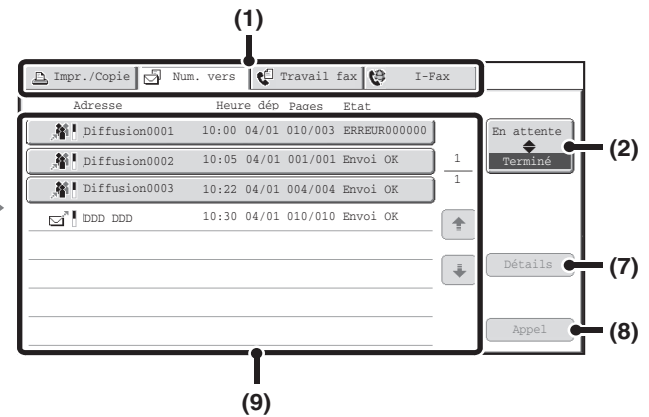 (1)
Impr./Copie Num. vers Travail fax I-Fax
Adresse Heure dép Pages Etat
Diffusion0001 10:00 04/01 010/003 ERREUR000000
En attente
Terminé
(2)
Diffusion0002 10:05 04/01 001/001 Envoi OK
1
1
Diffusion0003 10:22 04/01 004/004 Envoi OK
DDD DDD 10:30 04/01 010/010 Envoi OK
Détails
(7)
Appel
(8)
(9)